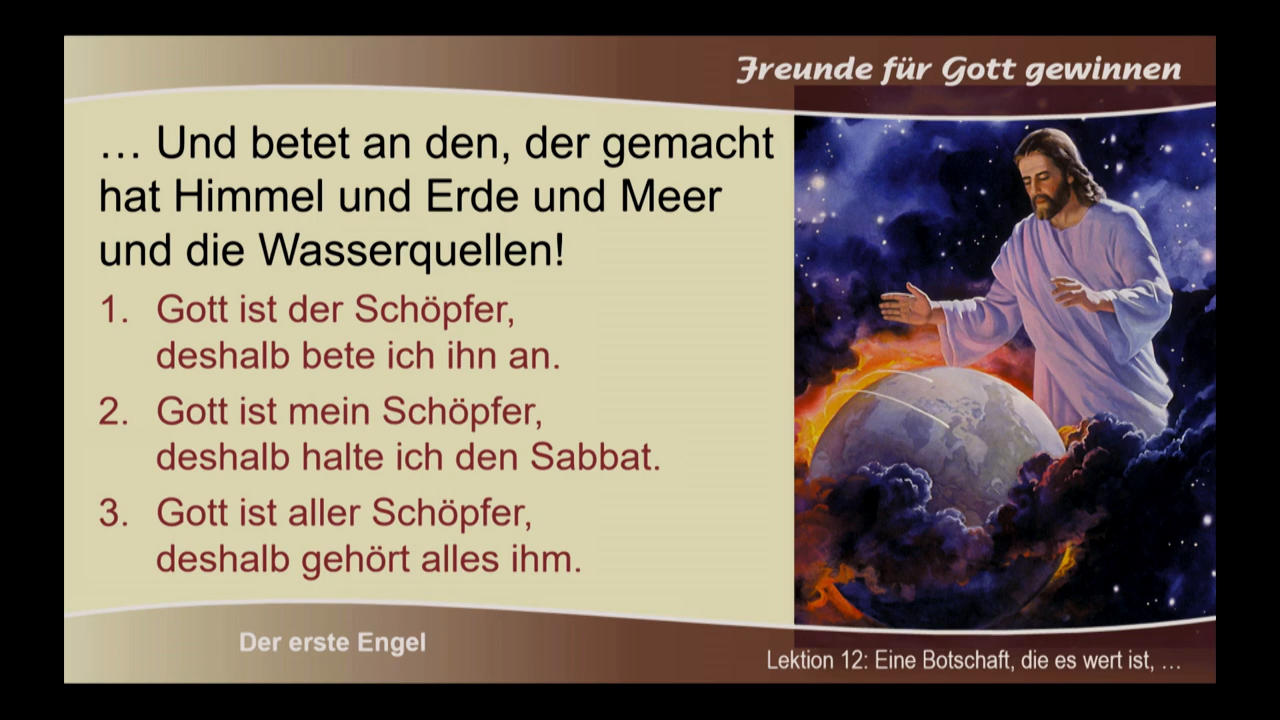 Freunde für Gott gewinnen
… Und betet an den, der gemacht
hat Himmel und Erde und Meer
und die Wasserquellen!
1. Gott ist der Schöpfer,
deshalb bete ich ihn an.
2. Gott ist mein Schöpfer,
deshalb halte ich den Sabbat.
3. Gott ist aller Schöpfer,
deshalb gehört alles ihm.
Der erste Engel
Lektion 12: Eine Botschaft, die es wert ist, …